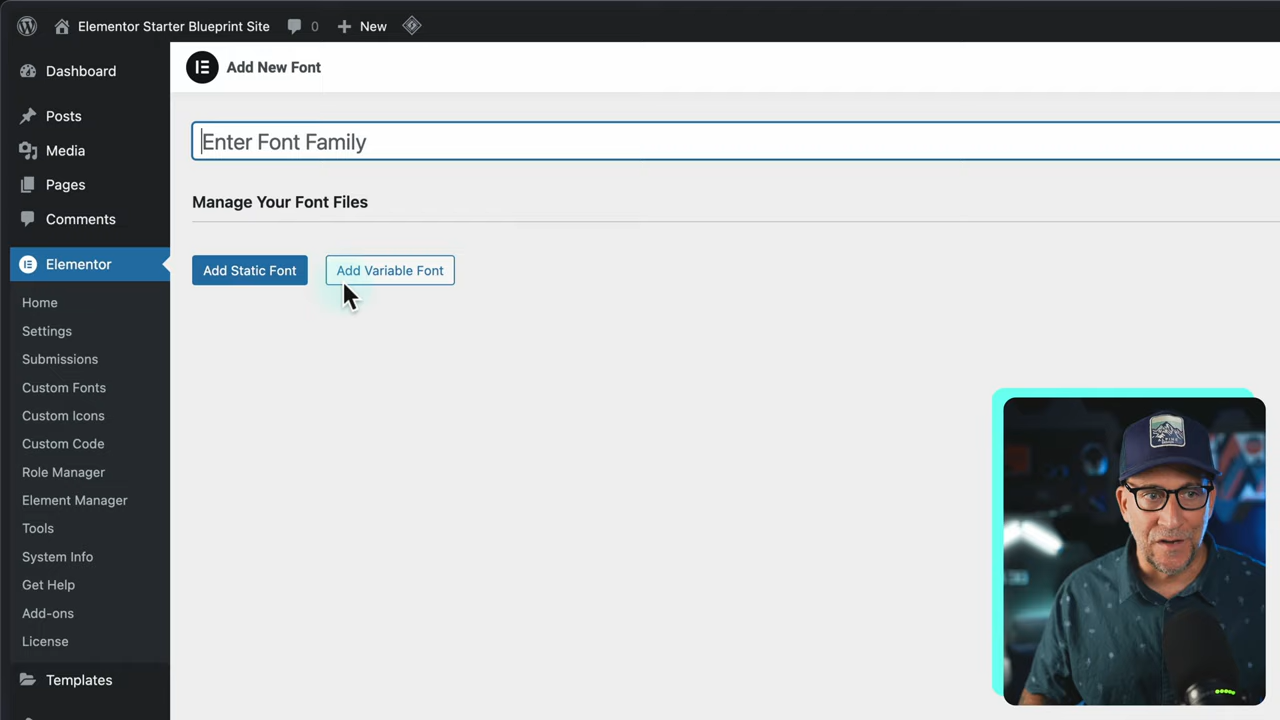 Elementor Starter Blueprint Site
0
New
Dashboard
Posts
Media
Pages
Comments
Elementor
Home
Settings
Submissions
Custom Fonts
Custom Icons
Custom Code
Role Manager
Element Manager
Tools
System Info
Get Help
Add-ons
License
Templates
Add New Font
Enter Font Family
Manage Your Font Files
Add Static Font
Add Variable Font